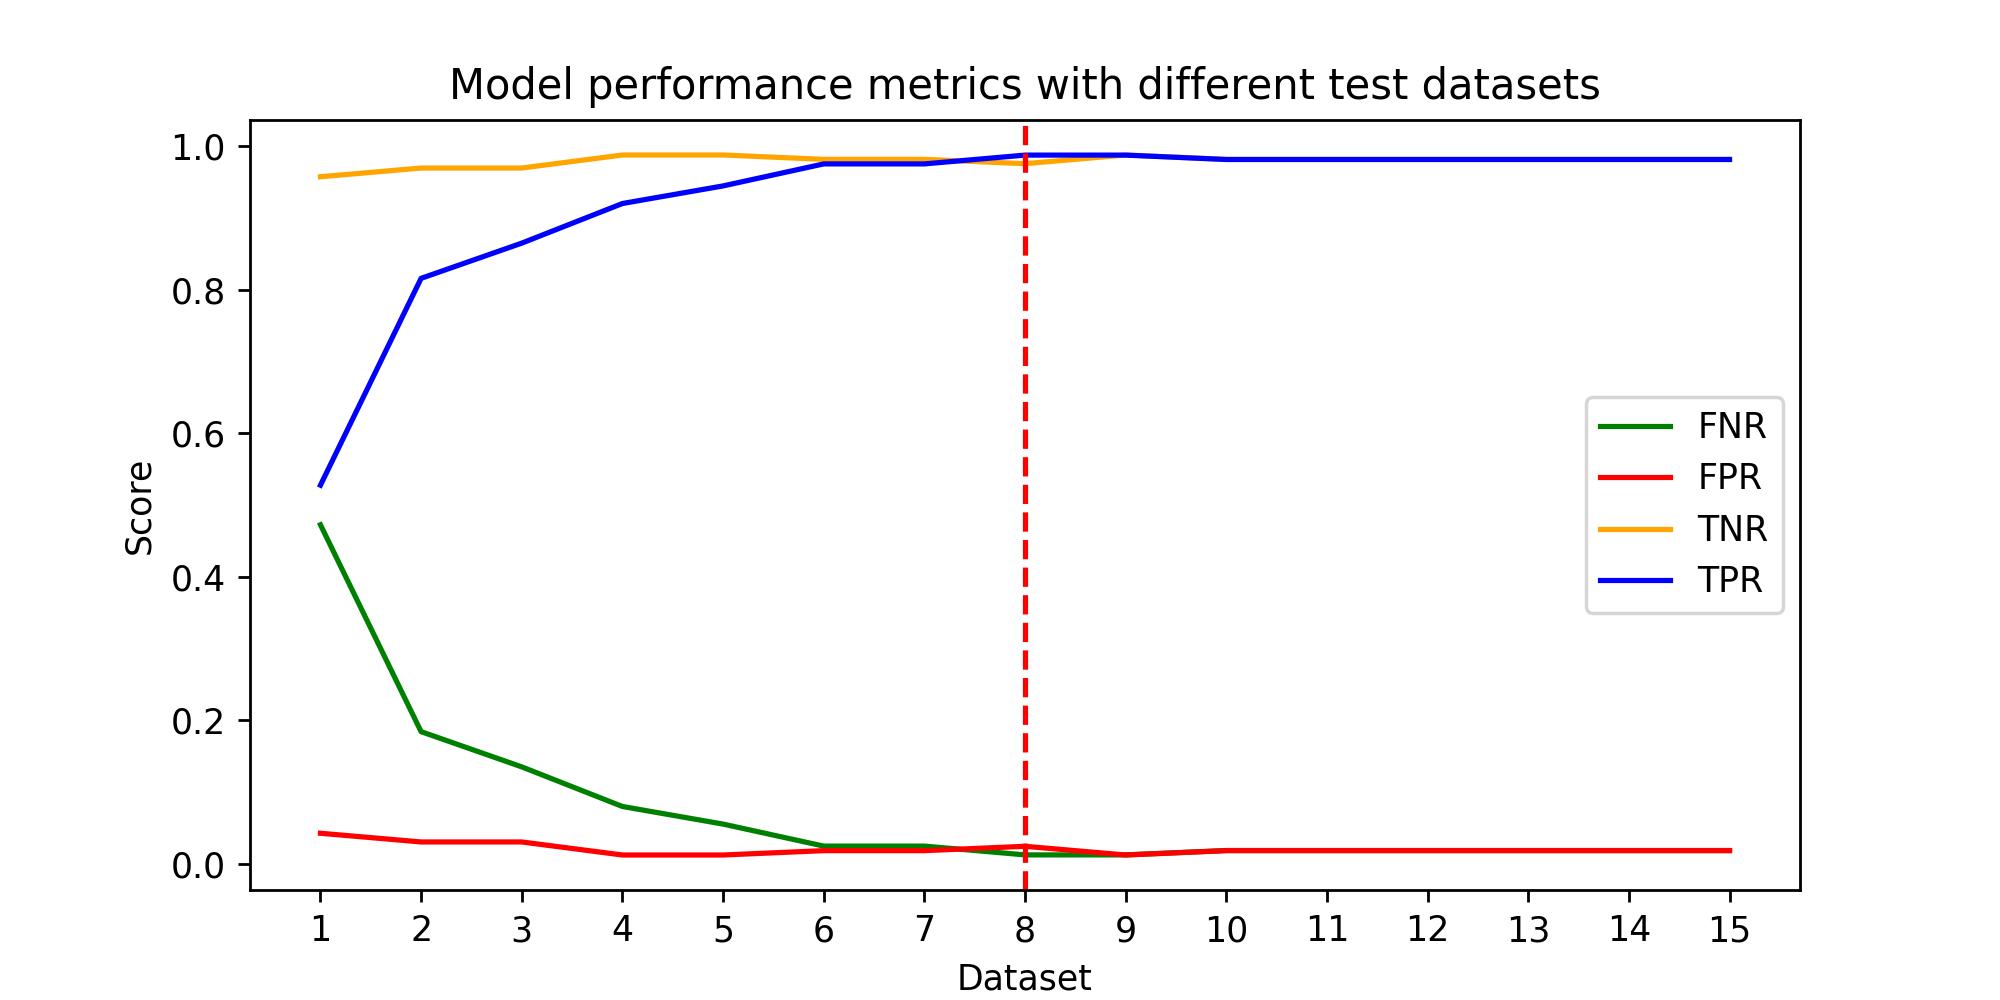 Model performance metrics with different test datasets
1.0
0.8
0.6
0.4
0.2
0.0
Score
FNR
FPR
TNR
TPR
1 2 3 4 5 6 7 8 9 10 11 12 13 14 15
Dataset